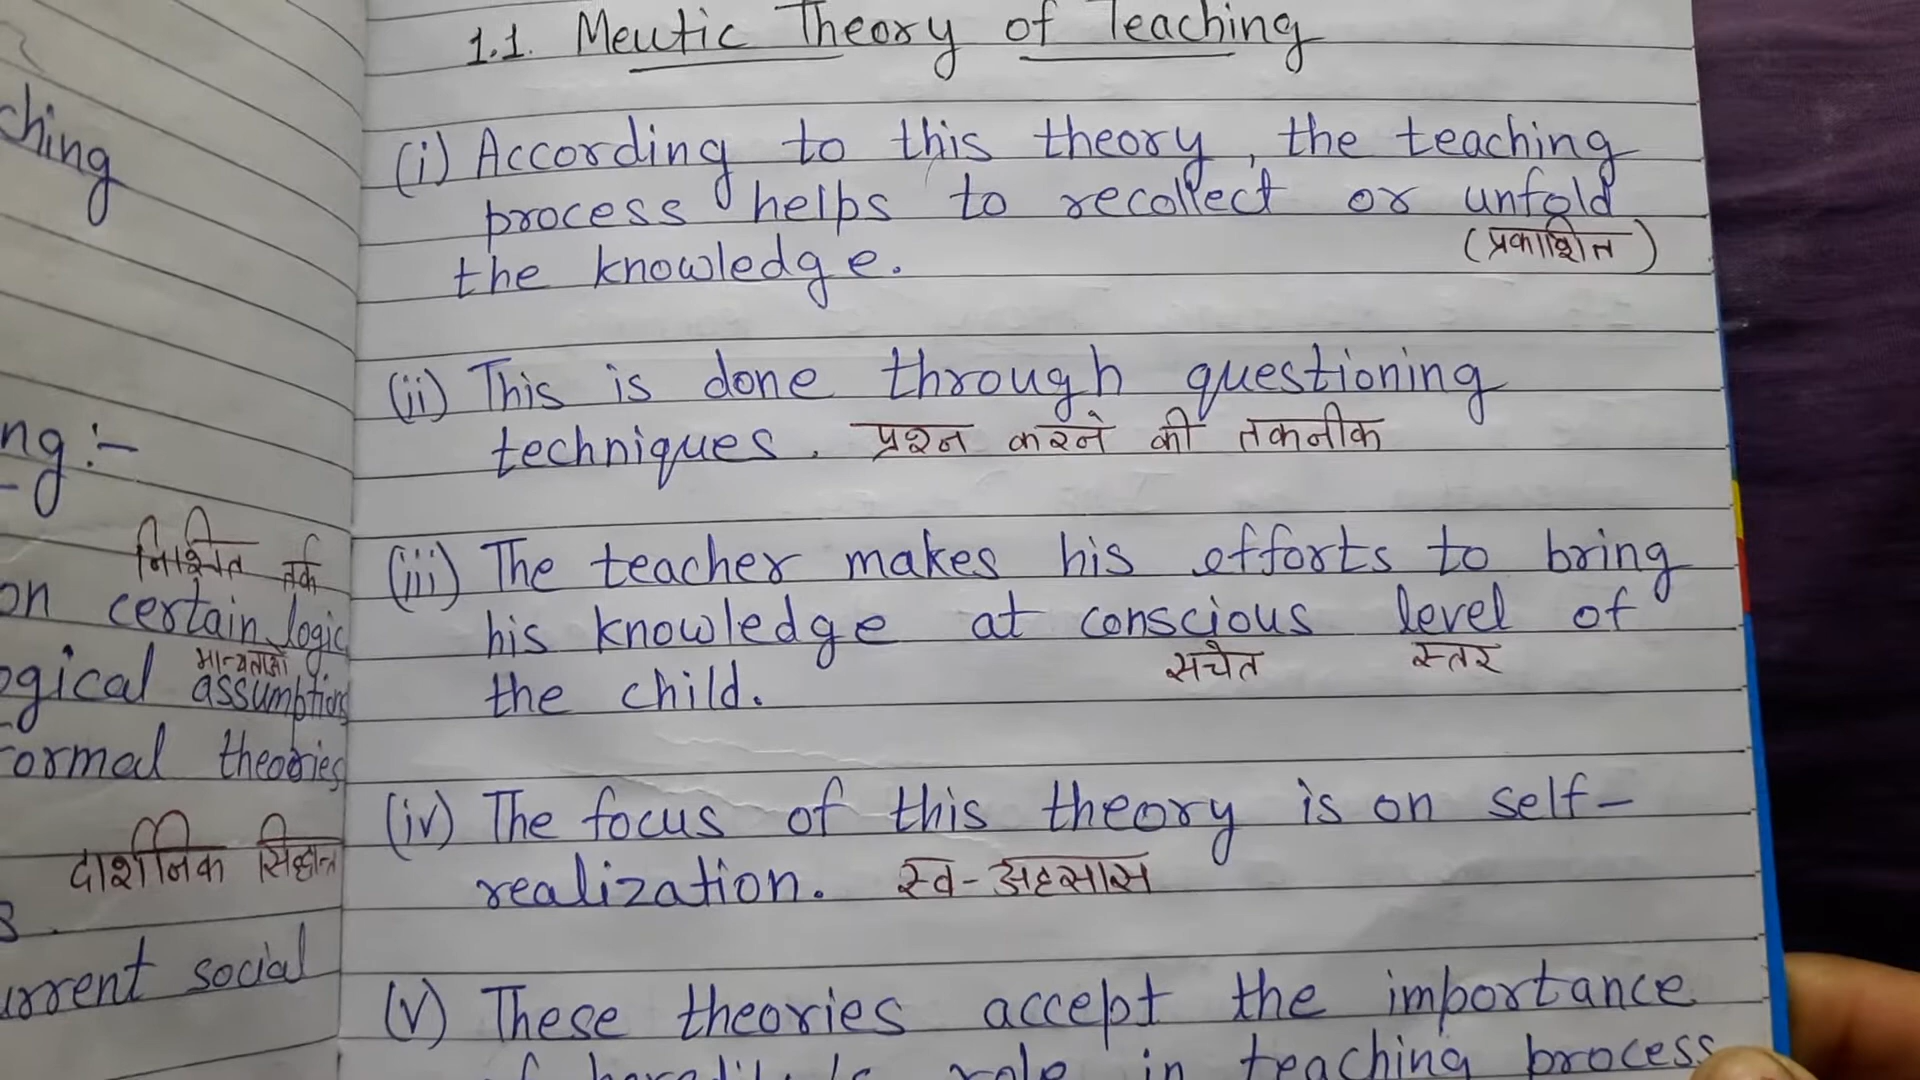 ching
ng:-
निश्चित तर्क
on certain logic
मान्यताओं
ogical assumptions
formal theories
दार्शनिक सिद्धान्त
urrent social
1.1. Meutic Theory of Teaching
(i) According to this theory, the teaching
process helps to recollect or unfold
(प्रकाशित)
the knowledge.
(ii) This is done through questioning
techniques. प्रश्न करने की तकनीक
(iii) The teacher makes his efforts to bring
his knowledge at conscious level of
सचेत स्तर
the child.
(iv) The focus of this theory is on self-
realization. स्व-अहसास
(v) These theories accept the importance
in teaching process